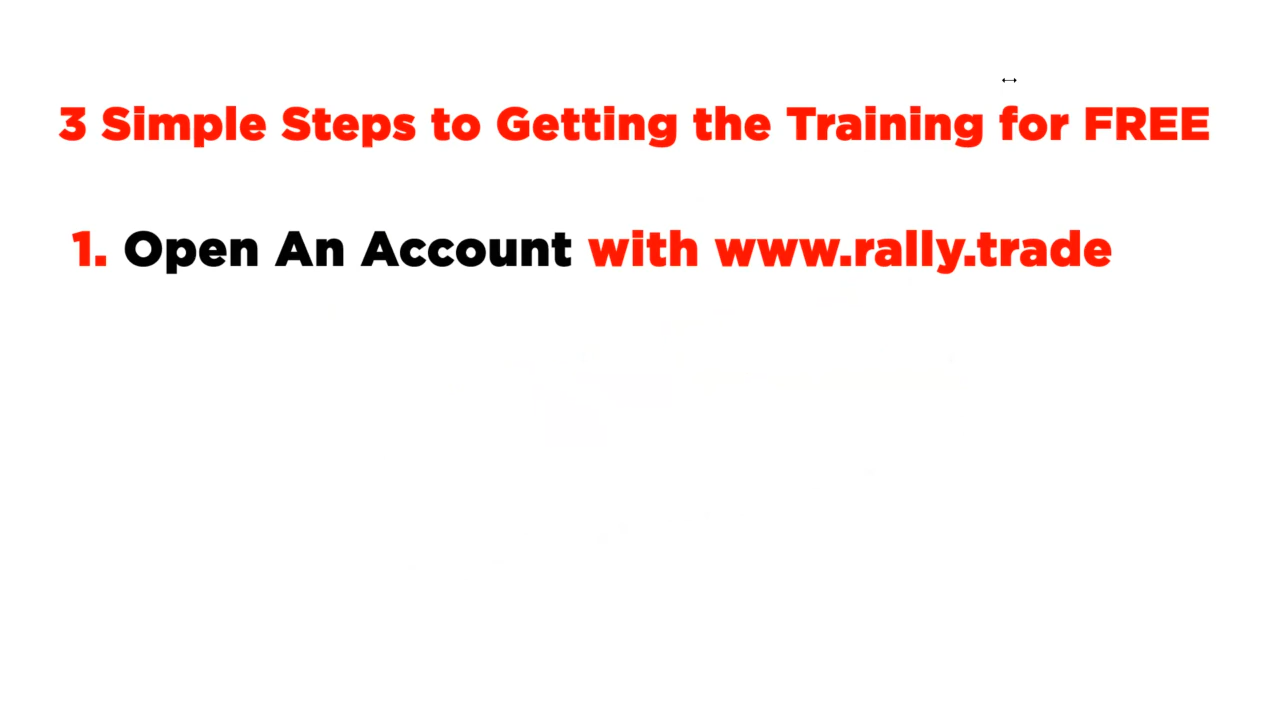 3 Simple Steps to Getting the Training for FREE
1. Open An Account with www.rally.trade